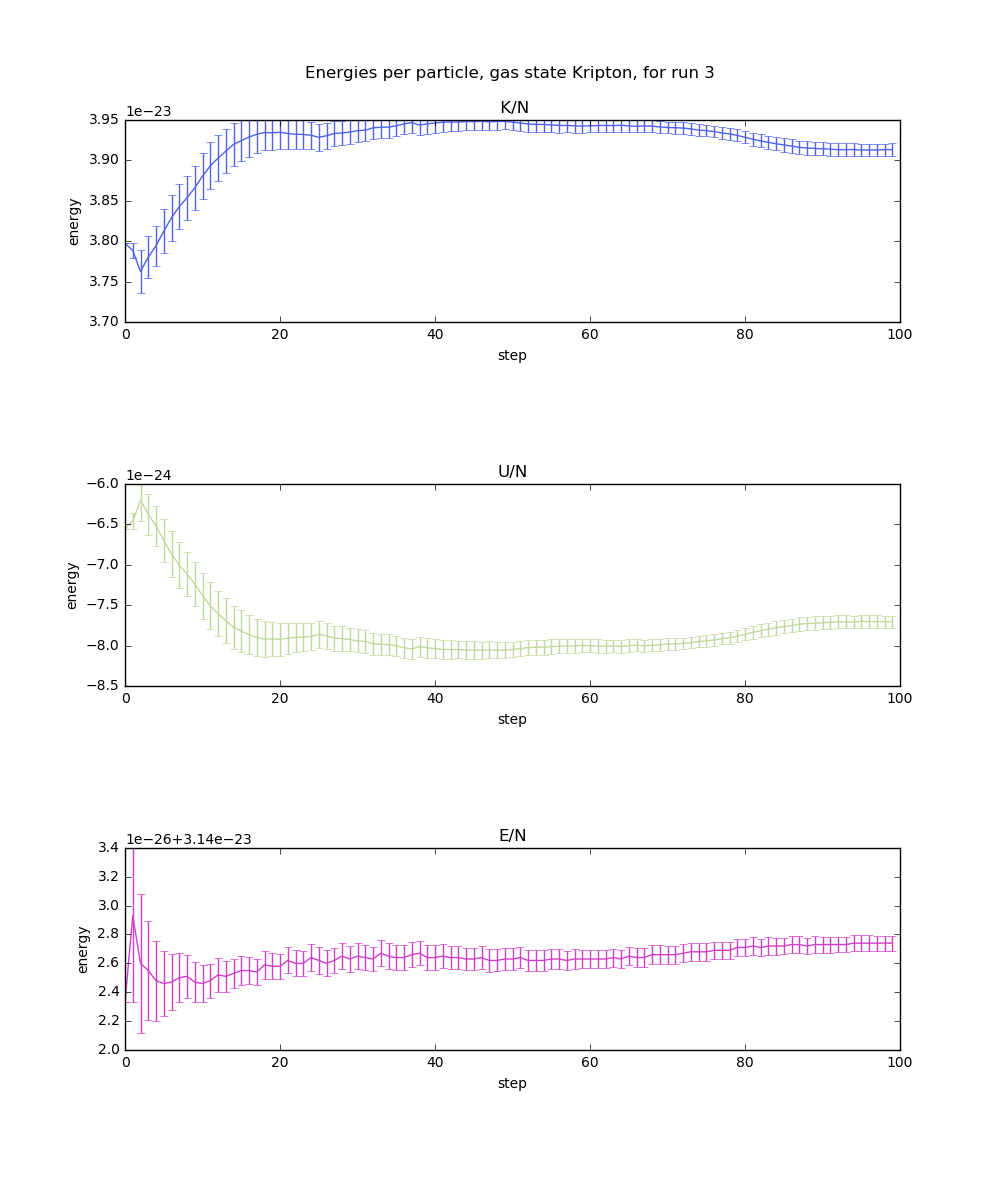 Energies per particle, gas state Kripton, for run 3
K/N
1e−23
3.95
3.90
3.85
3.80
3.75
3.70
energy
0 20 40 60 80 100
step
U/N
1e−24
−6.0
−6.5
−7.0
−7.5
−8.0
−8.5
energy
0 20 40 60 80 100
step
E/N
1e−26+3.14e−23
3.4
3.2
3.0
2.8
2.6
2.4
2.2
2.0
energy
0 20 40 60 80 100
step